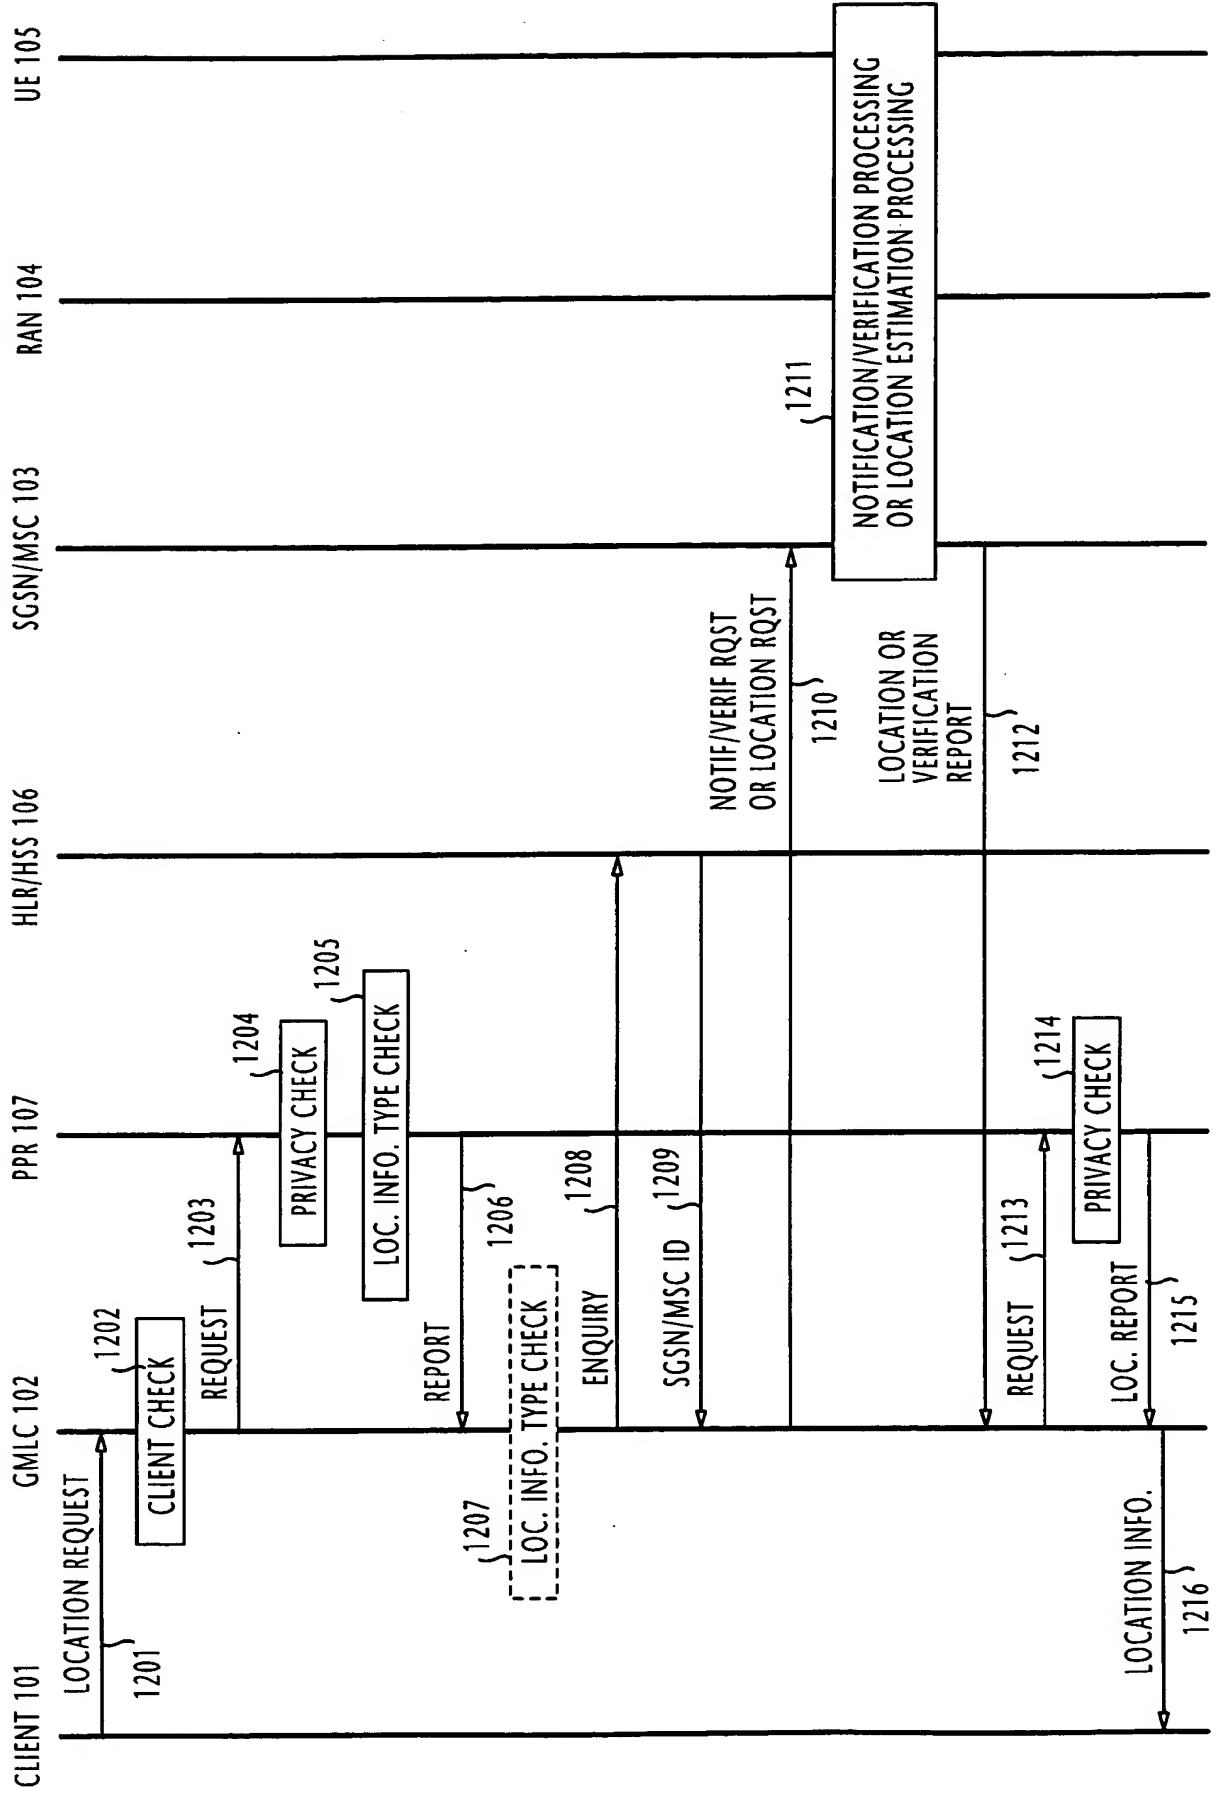 CLIENT 101
GMLC 102
PPR 107
HLR/HSS 106
SGSN/MSC 103
RAN 104
UE 105
LOCATION REQUEST
1201
1202
CLIENT CHECK
REQUEST
1203
1204
PRIVACY CHECK
1205
LOC. INFO. TYPE CHECK
REPORT
1206
1207
LOC. INFO. TYPE CHECK
ENQUIRY
1208
SGSN/MSC ID
1209
NOTIF/VERIF RQST
OR LOCATION RQST
1210
1211
NOTIFICATION/VERIFICATION PROCESSING
OR LOCATION ESTIMATION PROCESSING
LOCATION OR
VERIFICATION
REPORT
1212
REQUEST
1213
1214
PRIVACY CHECK
LOC. REPORT
1215
LOCATION INFO.
1216